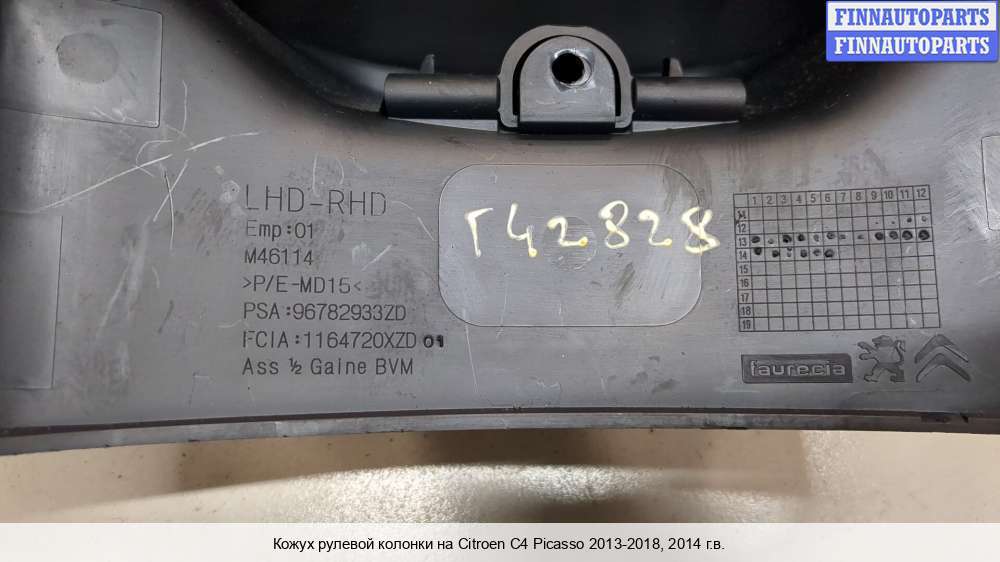 FINNAUTOPARTS
FINNAUTOPARTS
LHD-RHD
Emp:01
M46114
>P/E-MD15<
PSA:96782933ZD
FCIA:1164720XZD 01
Ass ½ Gaine BVM
T42828
1 2 3 4 5 6 7 8 9 10 11 12
11
12
13
14
15
16
17
18
19
faurecia
Кожух рулевой колонки на Citroen C4 Picasso 2013-2018, 2014 г.в.